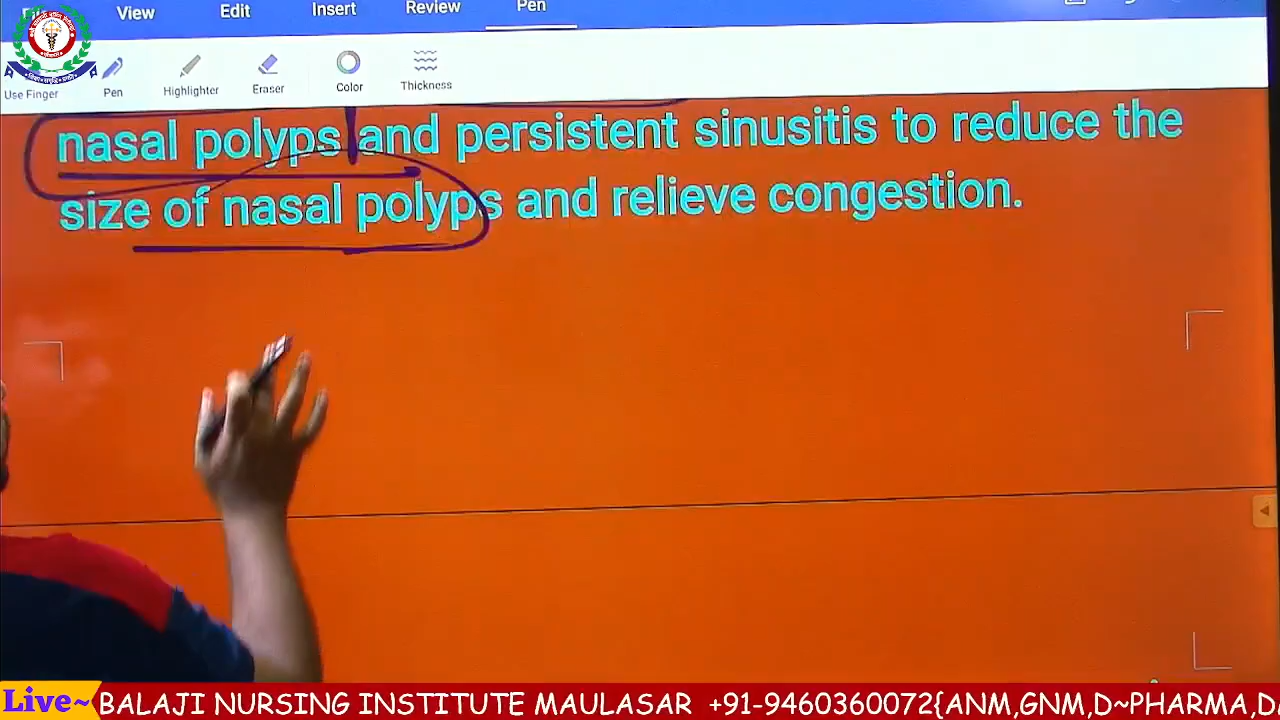 View Edit Insert Review Pen
Use Finger Pen Highlighter Eraser Color Thickness
nasal polyps and persistent sinusitis to reduce the
size of nasal polyps and relieve congestion.
Live~ BALAJI NURSING INSTITUTE MAULASAR +91-9460360072{ANM,GNM,D~PHARMA,D